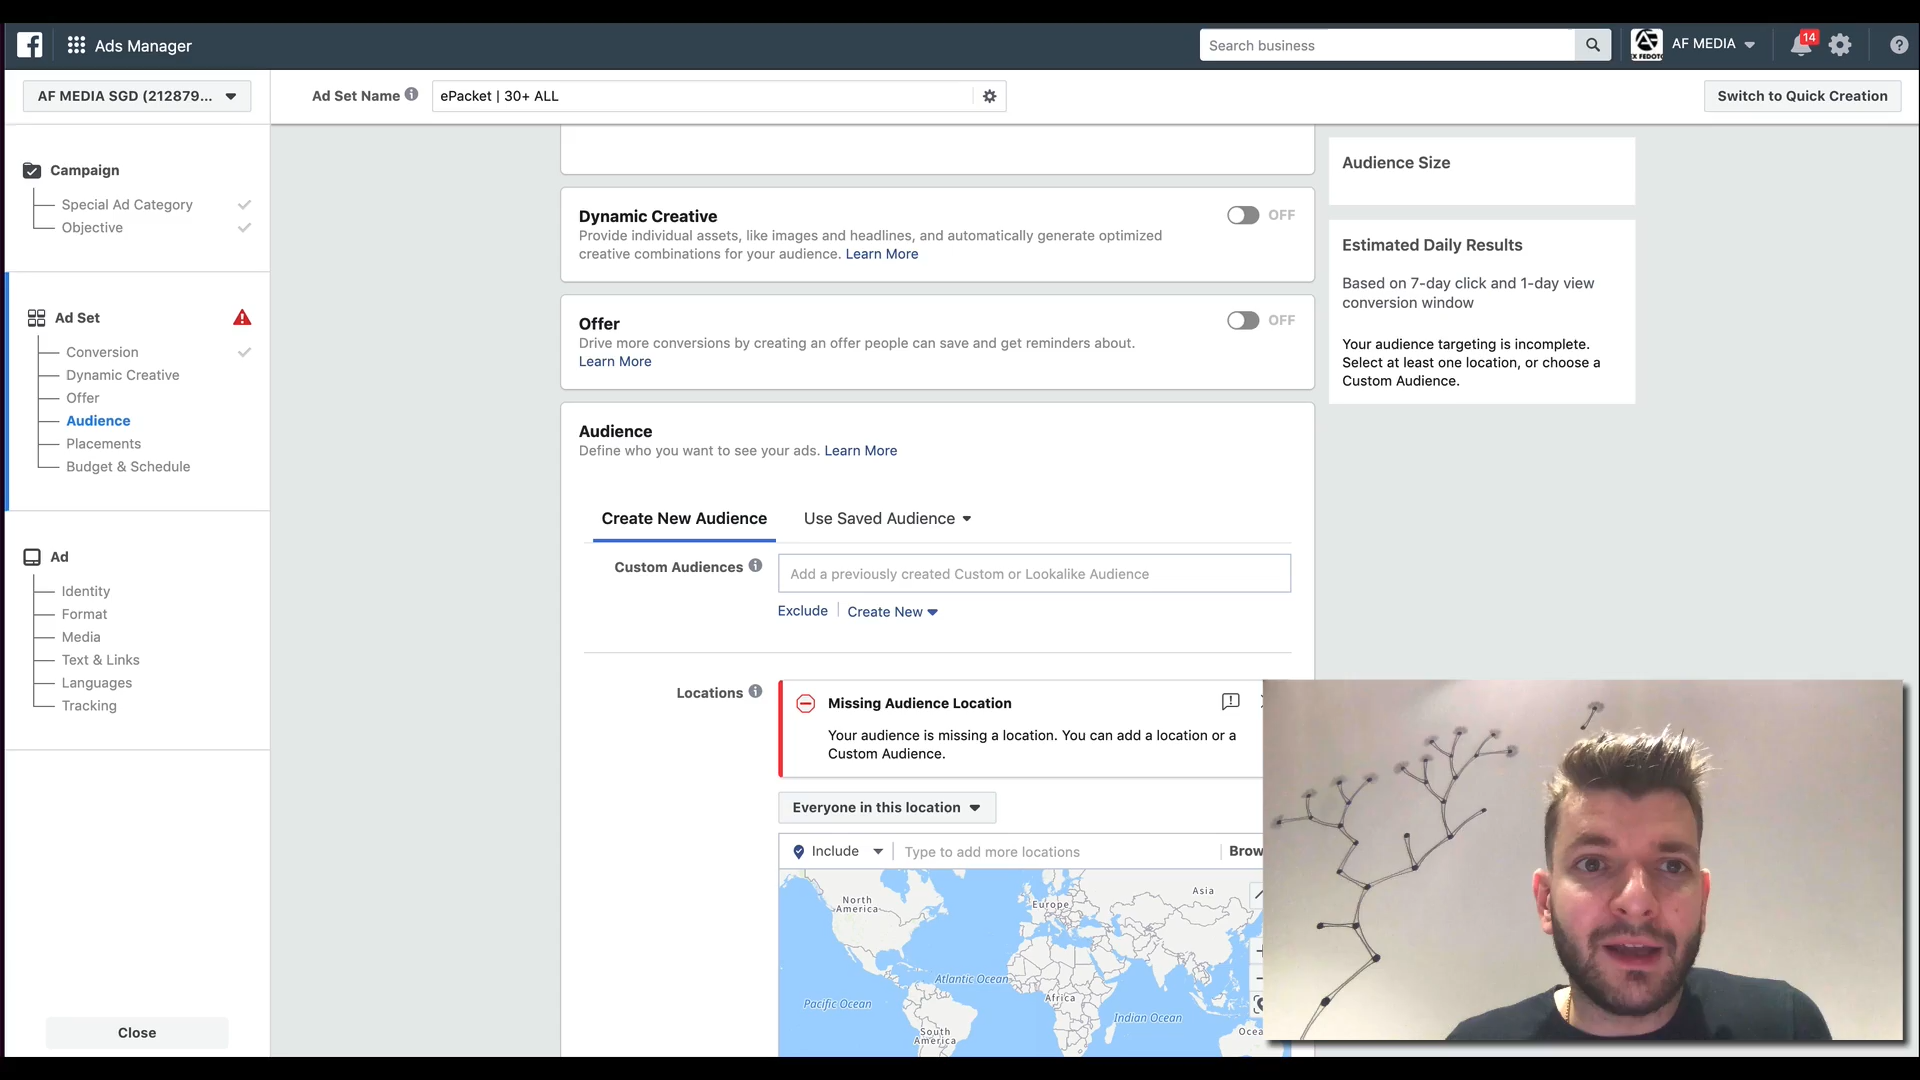 Ads Manager
Search business
AF MEDIA
14
AF MEDIA SGD (212879...
Ad Set Name
ePacket | 30+ ALL
Switch to Quick Creation
Campaign
Special Ad Category
Objective
Ad Set
Conversion
Dynamic Creative
Offer
Audience
Placements
Budget & Schedule
Ad
Identity
Format
Media
Text & Links
Languages
Tracking
Close
Dynamic Creative
OFF
Provide individual assets, like images and headlines, and automatically generate optimized
creative combinations for your audience. Learn More
Offer
OFF
Drive more conversions by creating an offer people can save and get reminders about.
Learn More
Audience
Define who you want to see your ads. Learn More
Create New Audience
Use Saved Audience
Custom Audiences
Add a previously created Custom or Lookalike Audience
Exclude
Create New
Locations
Missing Audience Location
Your audience is missing a location. You can add a location or a
Custom Audience.
Everyone in this location
Include
Type to add more locations
Brow
North
America
Europe
Asia
Atlantic Ocean
Pacific Ocean
Africa
South
America
Indian Ocean
Ocea
Audience Size
Estimated Daily Results
Based on 7-day click and 1-day view
conversion window
Your audience targeting is incomplete.
Select at least one location, or choose a
Custom Audience.